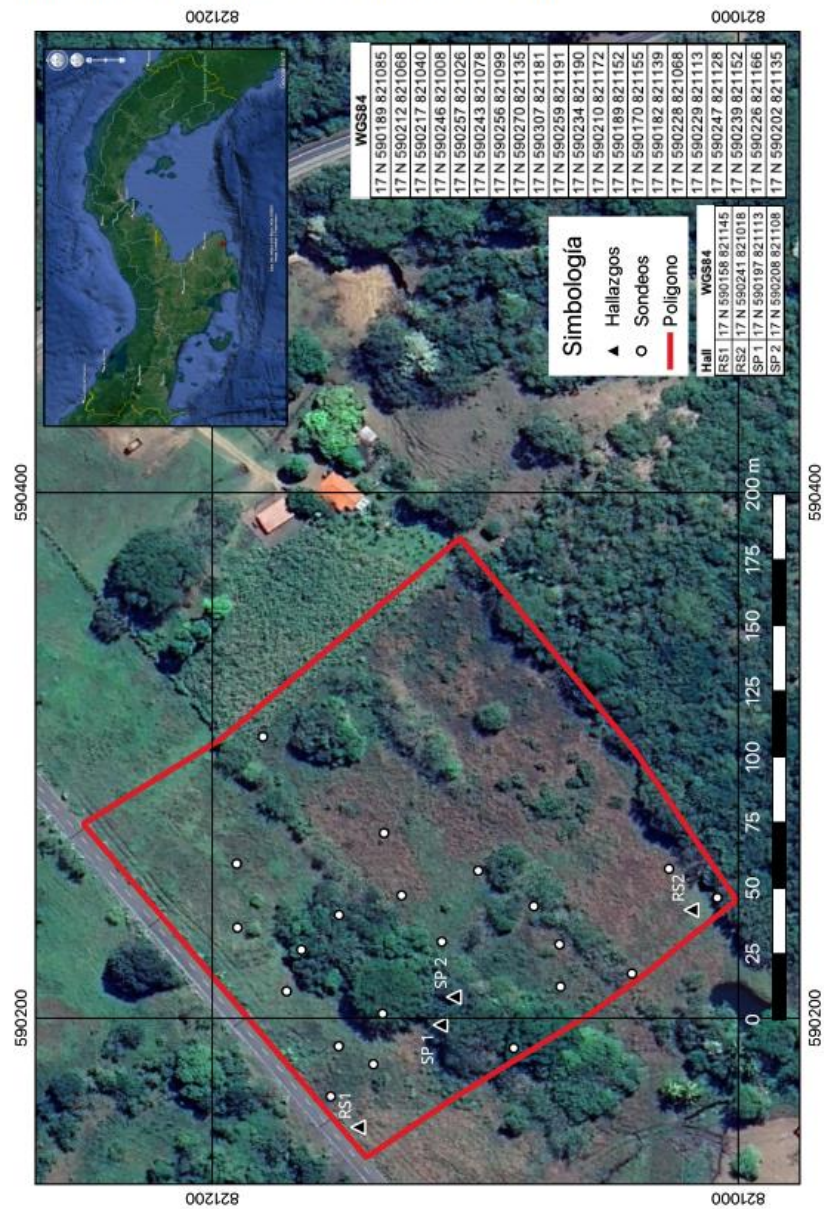 590200
590400
821200
821200
821000
821000
590200
590400
RS1
SP 1
SP 2
RS2
0
25
50
75
100
125
150
175
200 m
Simbología
Hallazgos
Sondeos
Polígono
Hall WGS84
RS1 17 N 590158 821145
RS2 17 N 590241 821018
SP 1 17 N 590197 821113
SP 2 17 N 590208 821108
WGS84
17 N 590189 821085
17 N 590212 821068
17 N 590217 821040
17 N 590246 821008
17 N 590257 821026
17 N 590243 821078
17 N 590256 821099
17 N 590270 821135
17 N 590307 821181
17 N 590259 821191
17 N 590234 821190
17 N 590210 821172
17 N 590189 821152
17 N 590170 821155
17 N 590182 821139
17 N 590228 821068
17 N 590229 821113
17 N 590247 821128
17 N 590239 821152
17 N 590226 821166
17 N 590202 821135